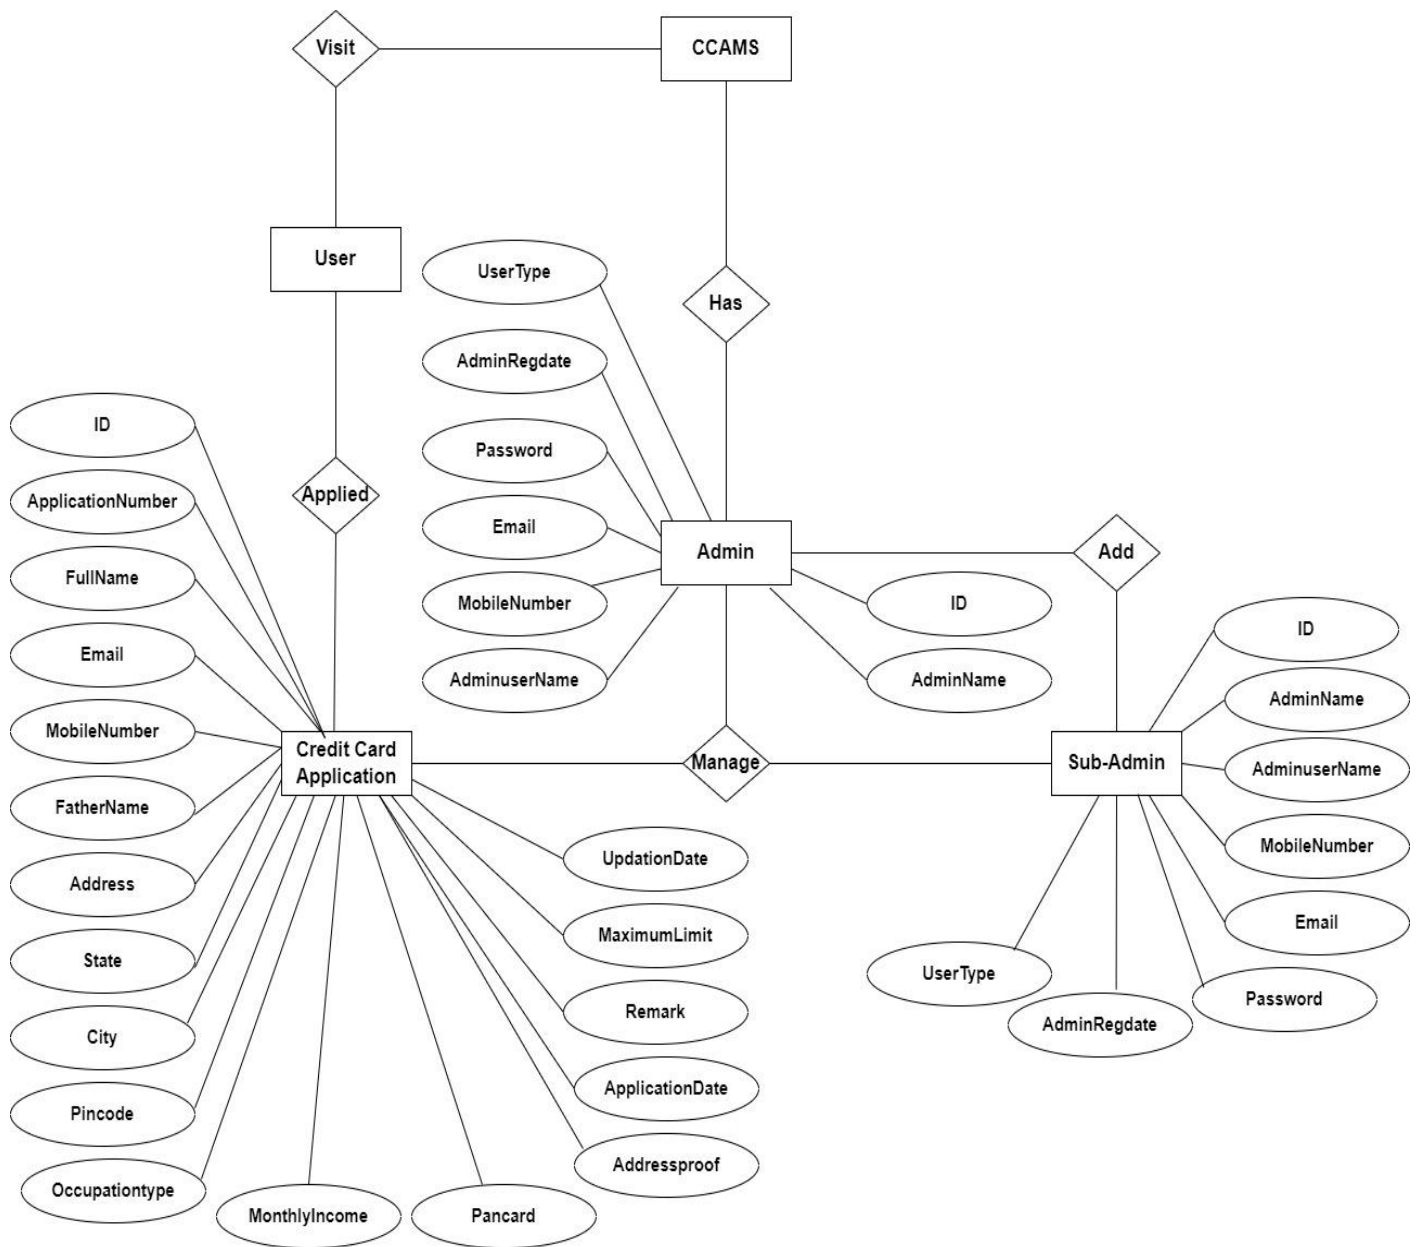 Visit
CCAMS
User
UserType
Has
AdminRegdate
ID
Password
ApplicationNumber
Applied
Email
Admin
Add
FullName
MobileNumber
ID
ID
Email
AdminuserName
AdminName
AdminName
MobileNumber
Credit Card
Application
Manage
Sub-Admin
AdminuserName
FatherName
MobileNumber
UpdationDate
Address
MaximumLimit
Email
State
UserType
Remark
Password
City
AdminRegdate
ApplicationDate
Pincode
Addressproof
Occupationtype
MonthlyIncome
Pancard